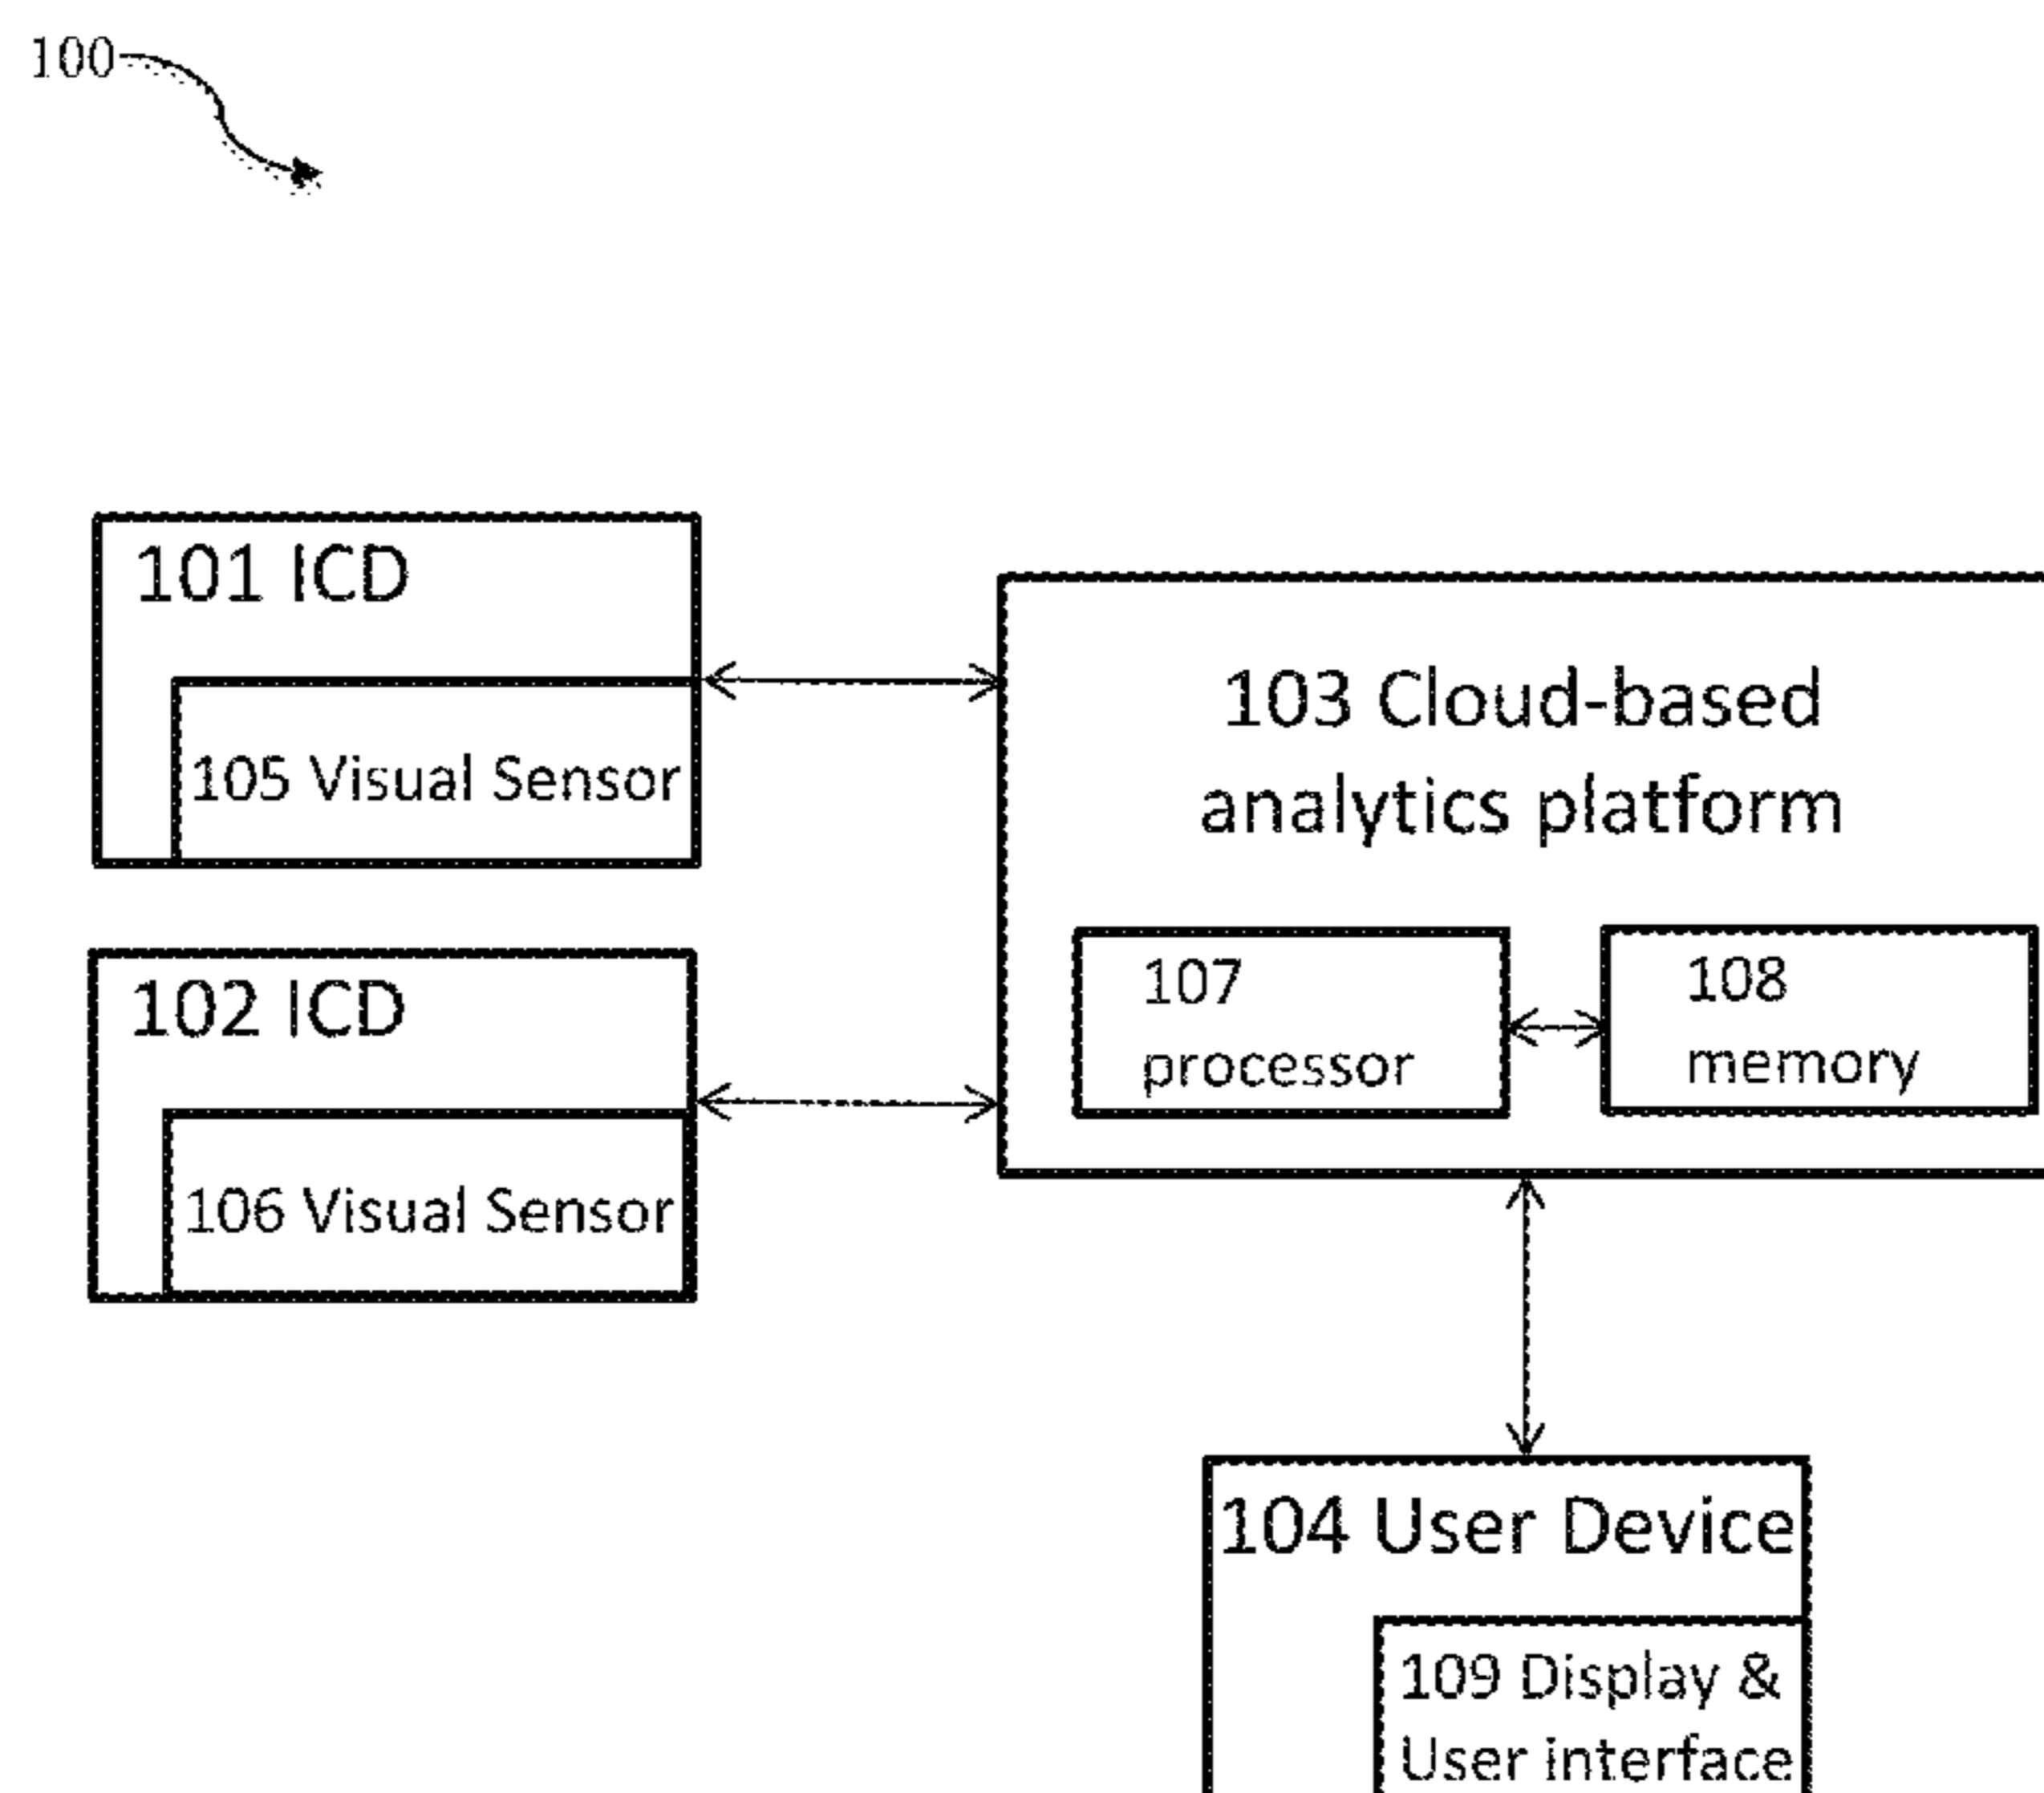 100
101 ICD
105 Visual Sensor
102 ICD
106 Visual Sensor
103 Cloud-based
analytics platform
107
processor
108
memory
104 User Device
109 Display &
User interface